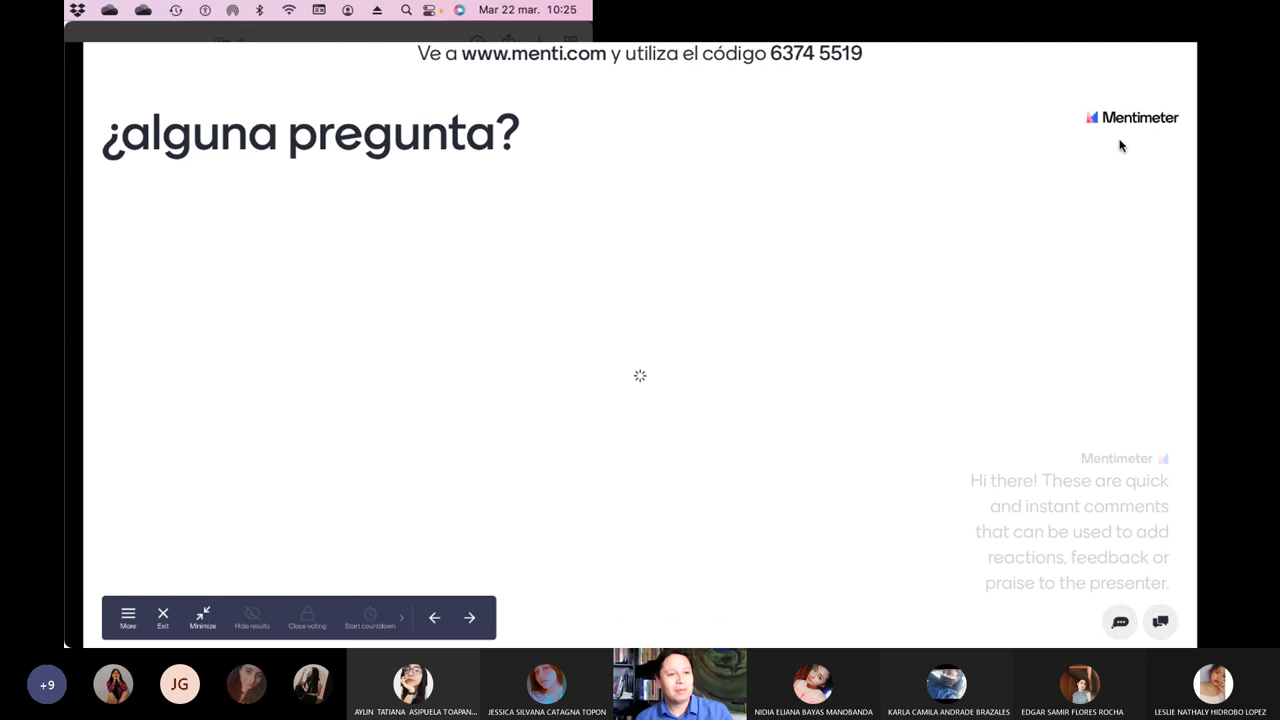 Mar 22 mar. 10:25
Ve a www.menti.com y utiliza el código 6374 5519
¿alguna pregunta?
Mentimeter
Mentimeter
Hi there! These are quick
and instant comments
that can be used to add
reactions, feedback or
praise to the presenter.
More Exit Minimize Hide results Close voting Start countdown
+9 JG
AYLIN TATIANA ASIPUELA TOAPAN... JESSICA SILVANA CATAGNA TOPON NIDIA ELIANA BAYAS MANOBANDA KARLA CAMILA ANDRADE BRAZALES EDGAR SAMIR FLORES ROCHA LESLIE NATHALY HIDROBO LOPEZ